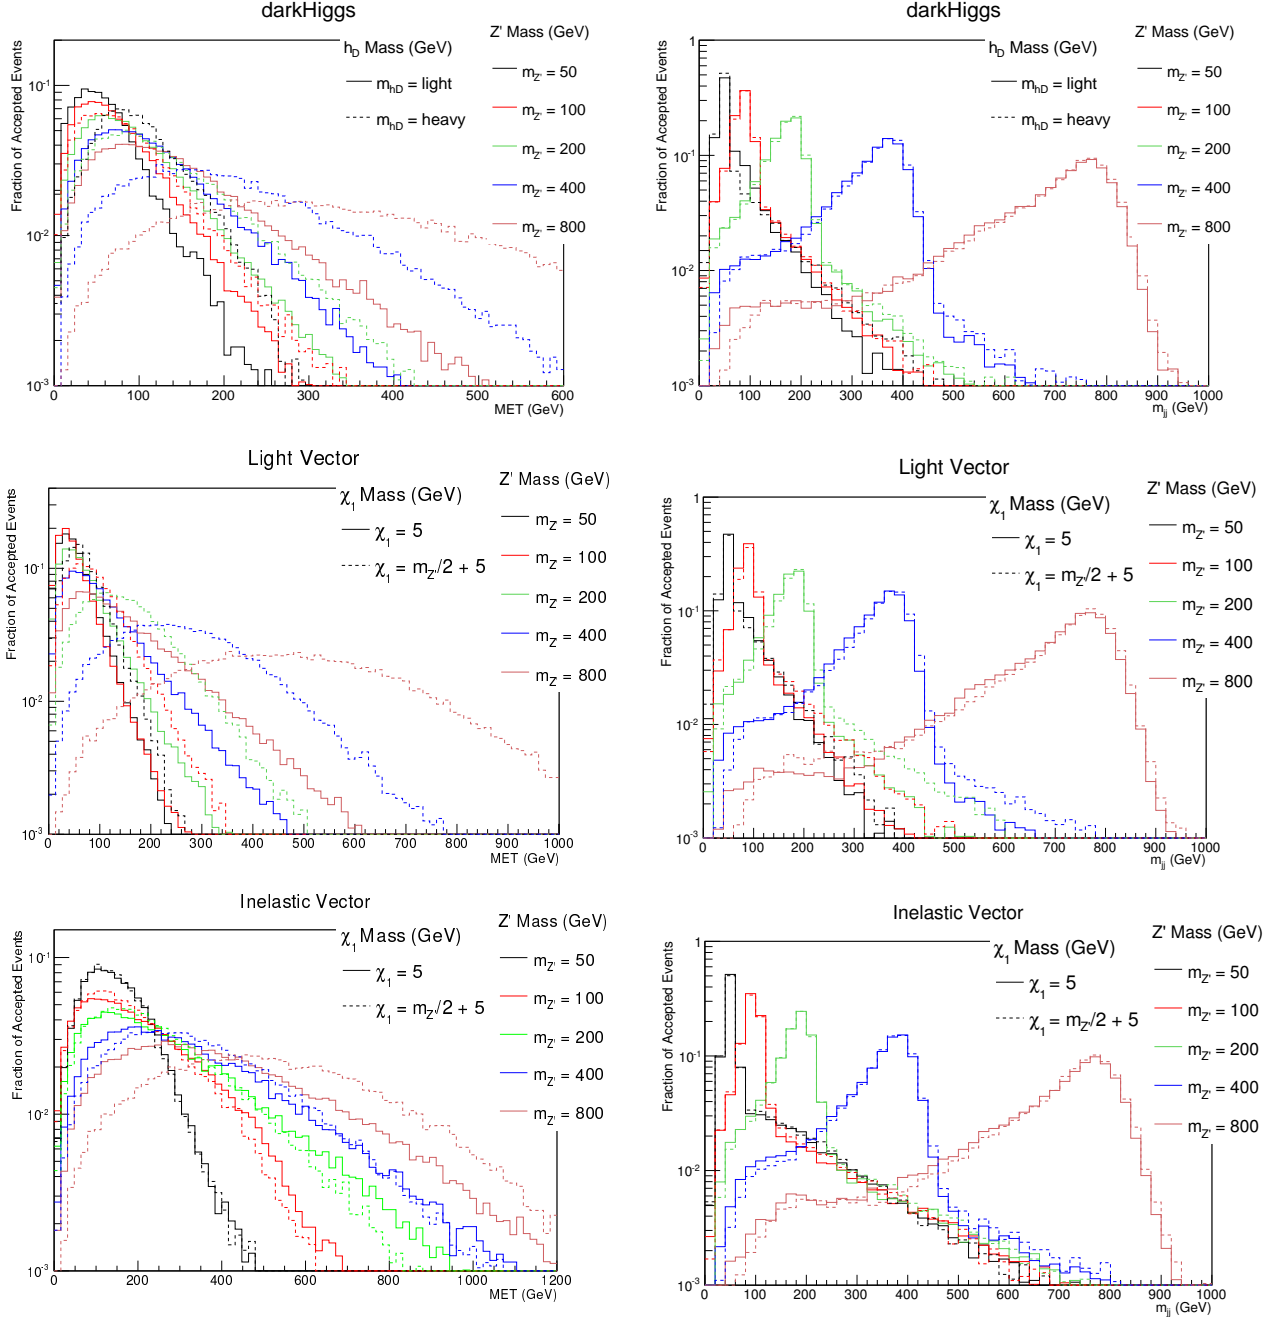 darkHiggs
Fraction of Accepted Events
h_D Mass (GeV)
m_hD = light
m_hD = heavy
Z' Mass (GeV)
m_Z' = 50
m_Z' = 100
m_Z' = 200
m_Z' = 400
m_Z' = 800
10^-1
10^-2
10^-3
0 100 200 300 400 500 600
MET (GeV)
darkHiggs
Fraction of Accepted Events
h_D Mass (GeV)
m_hD = light
m_hD = heavy
Z' Mass (GeV)
m_Z' = 50
m_Z' = 100
m_Z' = 200
m_Z' = 400
m_Z' = 800
1
10^-1
10^-2
10^-3
0 100 200 300 400 500 600 700 800 900 1000
m_jj (GeV)
Light Vector
Fraction of Accepted Events
χ_1 Mass (GeV)
χ_1 = 5
χ_1 = m_Z'/2 + 5
Z' Mass (GeV)
m_Z' = 50
m_Z' = 100
m_Z' = 200
m_Z' = 400
m_Z' = 800
10^-1
10^-2
10^-3
0 100 200 300 400 500 600 700 800 900 1000
MET (GeV)
Light Vector
Fraction of Accepted Events
χ_1 Mass (GeV)
χ_1 = 5
χ_1 = m_Z'/2 + 5
Z' Mass (GeV)
m_Z' = 50
m_Z' = 100
m_Z' = 200
m_Z' = 400
m_Z' = 800
1
10^-1
10^-2
10^-3
0 100 200 300 400 500 600 700 800 900 1000
m_jj (GeV)
Inelastic Vector
Fraction of Accepted Events
χ_1 Mass (GeV)
χ_1 = 5
χ_1 = m_Z'/2 + 5
Z' Mass (GeV)
m_Z' = 50
m_Z' = 100
m_Z' = 200
m_Z' = 400
m_Z' = 800
10^-1
10^-2
10^-3
0 200 400 600 800 1000 1200
MET (GeV)
Inelastic Vector
Fraction of Accepted Events
χ_1 Mass (GeV)
χ_1 = 5
χ_1 = m_Z'/2 + 5
Z' Mass (GeV)
m_Z' = 50
m_Z' = 100
m_Z' = 200
m_Z' = 400
m_Z' = 800
1
10^-1
10^-2
10^-3
0 100 200 300 400 500 600 700 800 900 1000
m_jj (GeV)